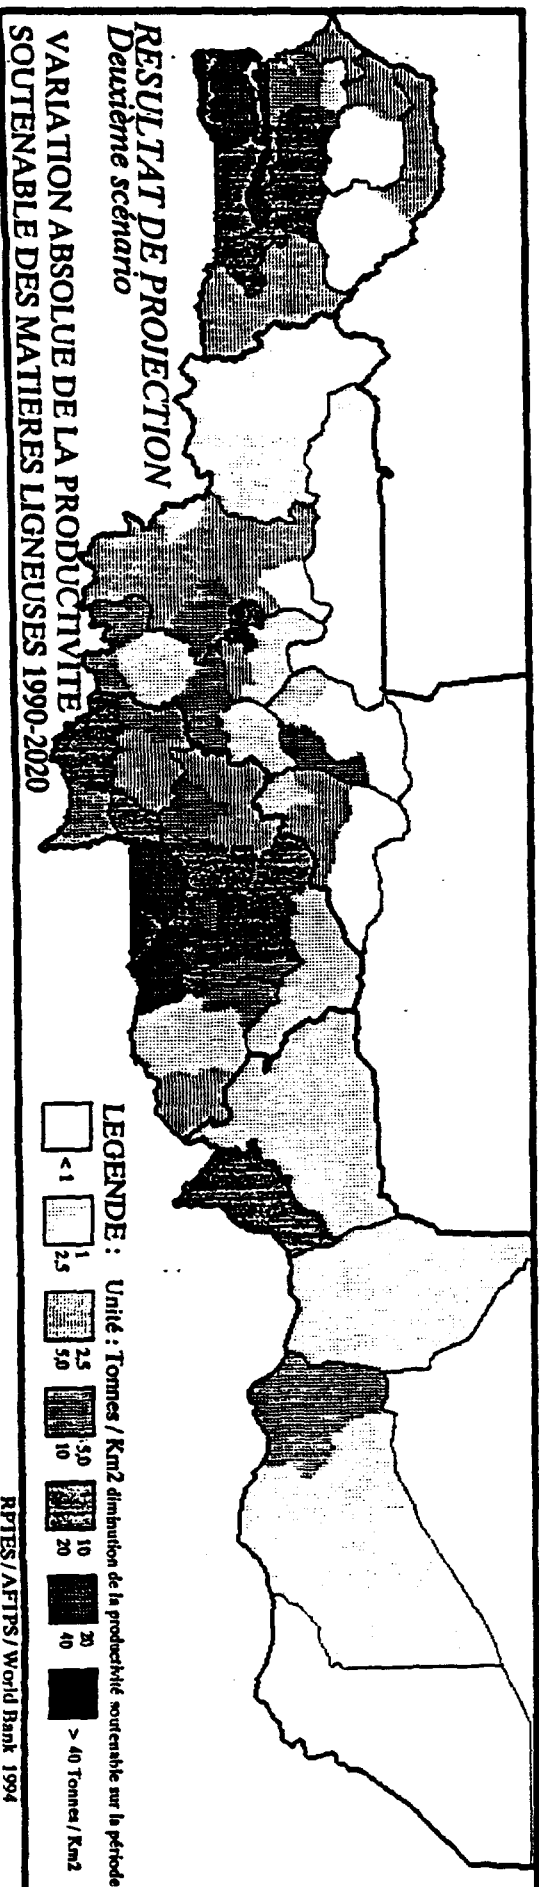 RESULTAT DE PROJECTION
Deuxième scénario
VARIATION ABSOLUE DE LA PRODUCTIVITE
SOUTENABLE DES MATIERES LIGNEUSES 1990-2020
LEGENDE : Unité : Tonnes / Km2 diminution de la productivité soutenable sur la période
< 1
1
2.5
2.5
5,0
5,0
10
10
20
20
40
> 40 Tonnes / Km2
RPTES / AFTPS / World Bank 1994